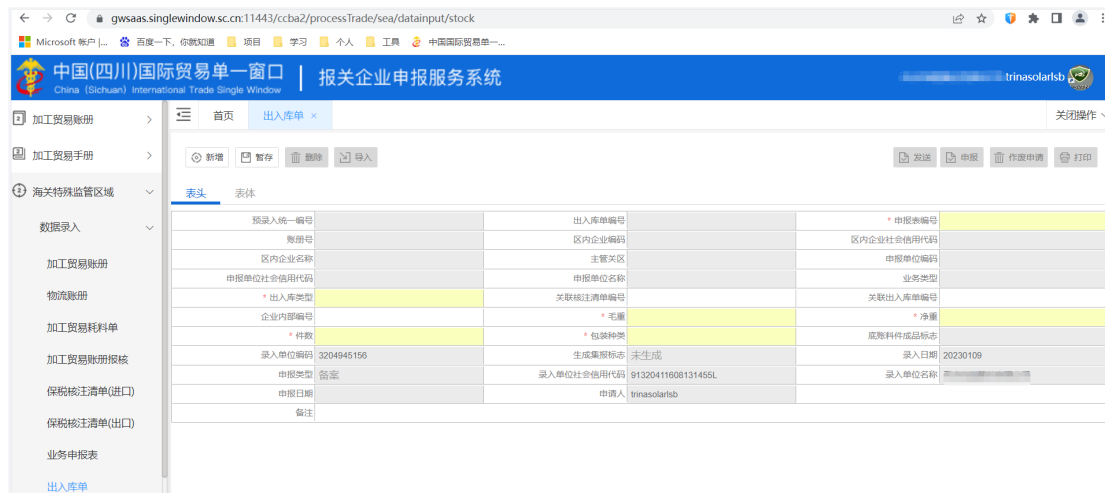 gwsaas.singlewindow.sc.cn:11443/ccba2/processTrade/sea/datainput/stock
Microsoft 帐户 |... 百度一下，你就知道 项目 学习 个人 工具 中国国际贸易单一...
中国(四川)国际贸易单一窗口 | 报关企业申报服务系统 trinasolarlsb
China (Sichuan) International Trade Single Window
加工贸易账册 首页 出入库单 × 关闭操作
加工贸易手册 新增 暂存 删除 导入 发送 申报 作废申请 打印
海关特殊监管区域 表头 表体
数据录入
加工贸易账册
物流账册
加工贸易耗料单
加工贸易账册报核
保税核注清单(进口)
保税核注清单(出口)
业务申报表
出入库单
预录入统一编号 出入库单编号 * 申报表编号
账册号 区内企业编码 区内企业社会信用代码
区内企业名称 主管关区 申报单位编码
申报单位社会信用代码 申报单位名称 业务类型
* 出入库类型 关联核注清单编号 关联出入库单编号
企业内部编号 * 毛重 * 净重
* 件数 * 包装种类 底账料件成品标志
录入单位编码 3204945156 生成集报标志 未生成 录入日期 20230109
申报类型 备案 录入单位社会信用代码 91320411608131455L 录入单位名称
申报日期 申请人 trinasolarlsb
备注